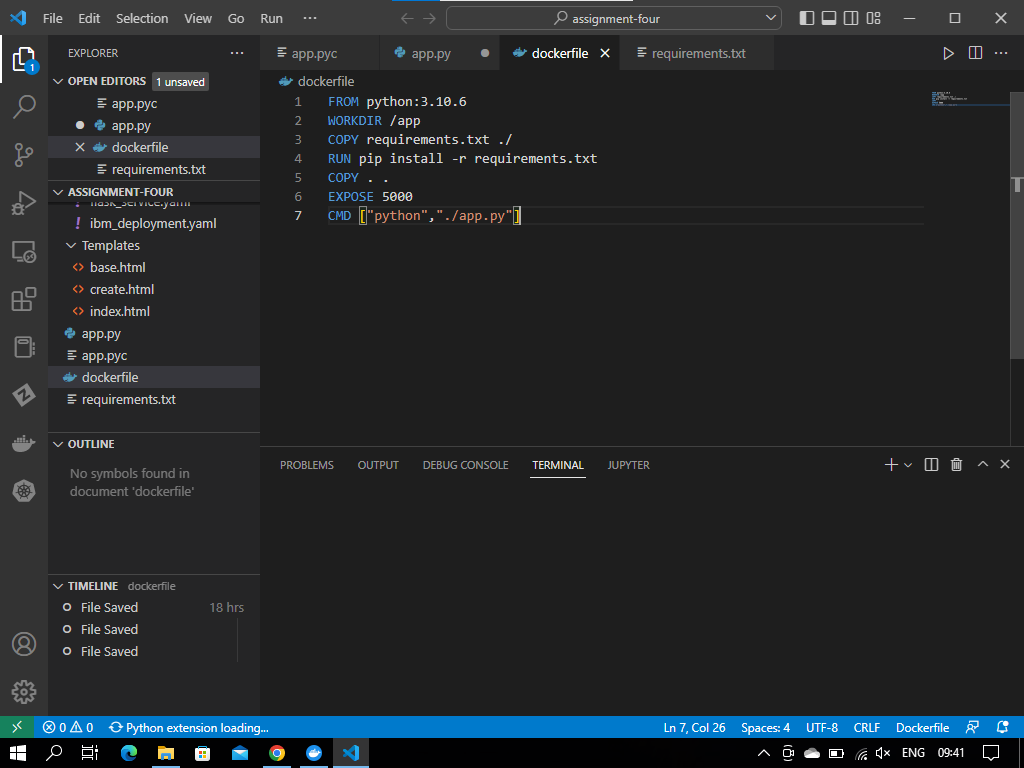 File Edit Selection View Go Run ··· assignment-four
EXPLORER ···
OPEN EDITORS 1 unsaved
app.pyc
app.py
dockerfile
requirements.txt
ASSIGNMENT-FOUR
flask_service.yaml
ibm_deployment.yaml
Templates
base.html
create.html
index.html
app.py
app.pyc
dockerfile
requirements.txt
OUTLINE
No symbols found in
document 'dockerfile'
TIMELINE dockerfile
File Saved 18 hrs
File Saved
File Saved
app.pyc app.py dockerfile requirements.txt
dockerfile
1 FROM python:3.10.6
2 WORKDIR /app
3 COPY requirements.txt ./
4 RUN pip install -r requirements.txt
5 COPY . .
6 EXPOSE 5000
7 CMD ["python","./app.py"]
PROBLEMS OUTPUT DEBUG CONSOLE TERMINAL JUPYTER
1
0 0 Python extension loading... Ln 7, Col 26 Spaces: 4 UTF-8 CRLF Dockerfile
ENG 09:41